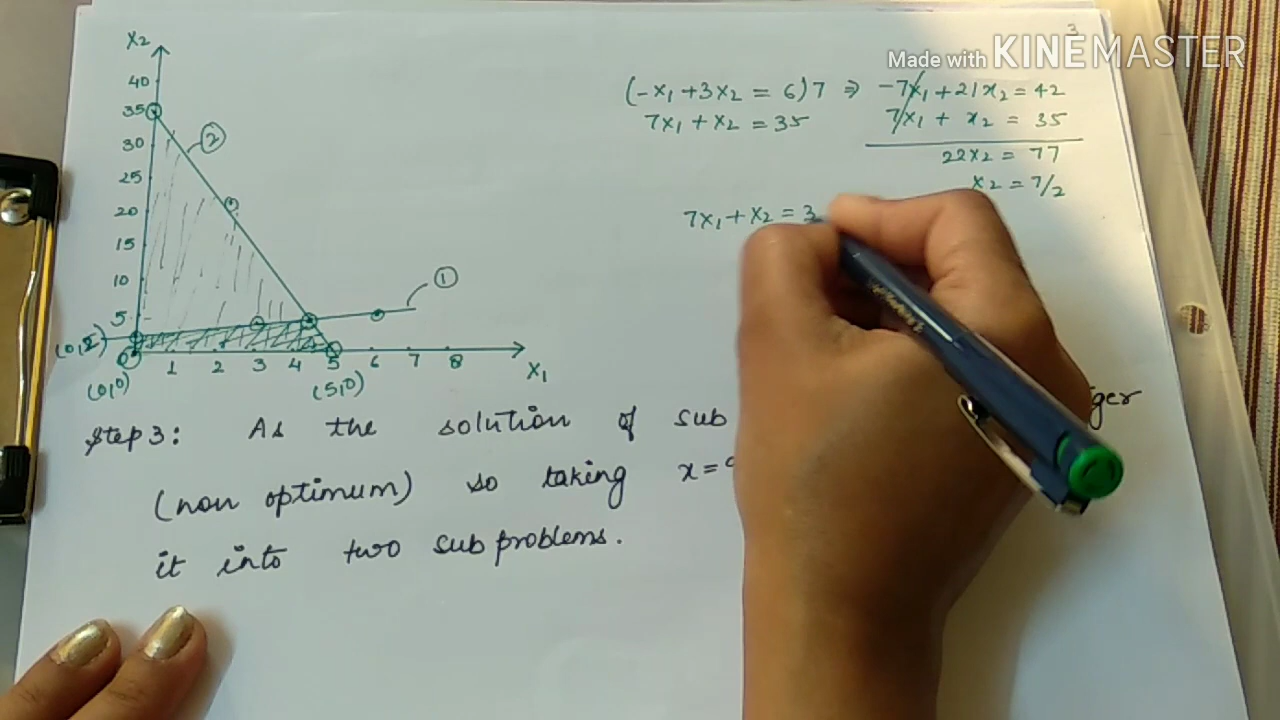 3
Made with KINEMASTER
X2
40
35
30
25
20
15
10
5
0
1 2 3 4 5 6 7 8
X1
②
①
(0,2)
(0,0)
(5,0)
(-x1+3x2 = 6)7 ⇒ -7x1+21x2 = 42
7x1+x2 = 35 7x1+ x2 = 35
22x2 = 77
x2 = 7/2
7x1+x2 = 3
Step 3: As the solution of sub
(non optimum) so taking x=
it into two subproblems.